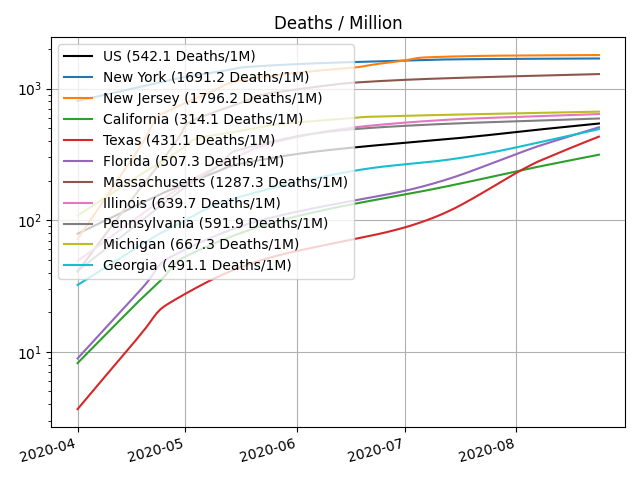 Deaths / Million
US (542.1 Deaths/1M)
New York (1691.2 Deaths/1M)
New Jersey (1796.2 Deaths/1M)
California (314.1 Deaths/1M)
Texas (431.1 Deaths/1M)
Florida (507.3 Deaths/1M)
Massachusetts (1287.3 Deaths/1M)
Illinois (639.7 Deaths/1M)
Pennsylvania (591.9 Deaths/1M)
Michigan (667.3 Deaths/1M)
Georgia (491.1 Deaths/1M)
10³
10²
10¹
2020-04 2020-05 2020-06 2020-07 2020-08